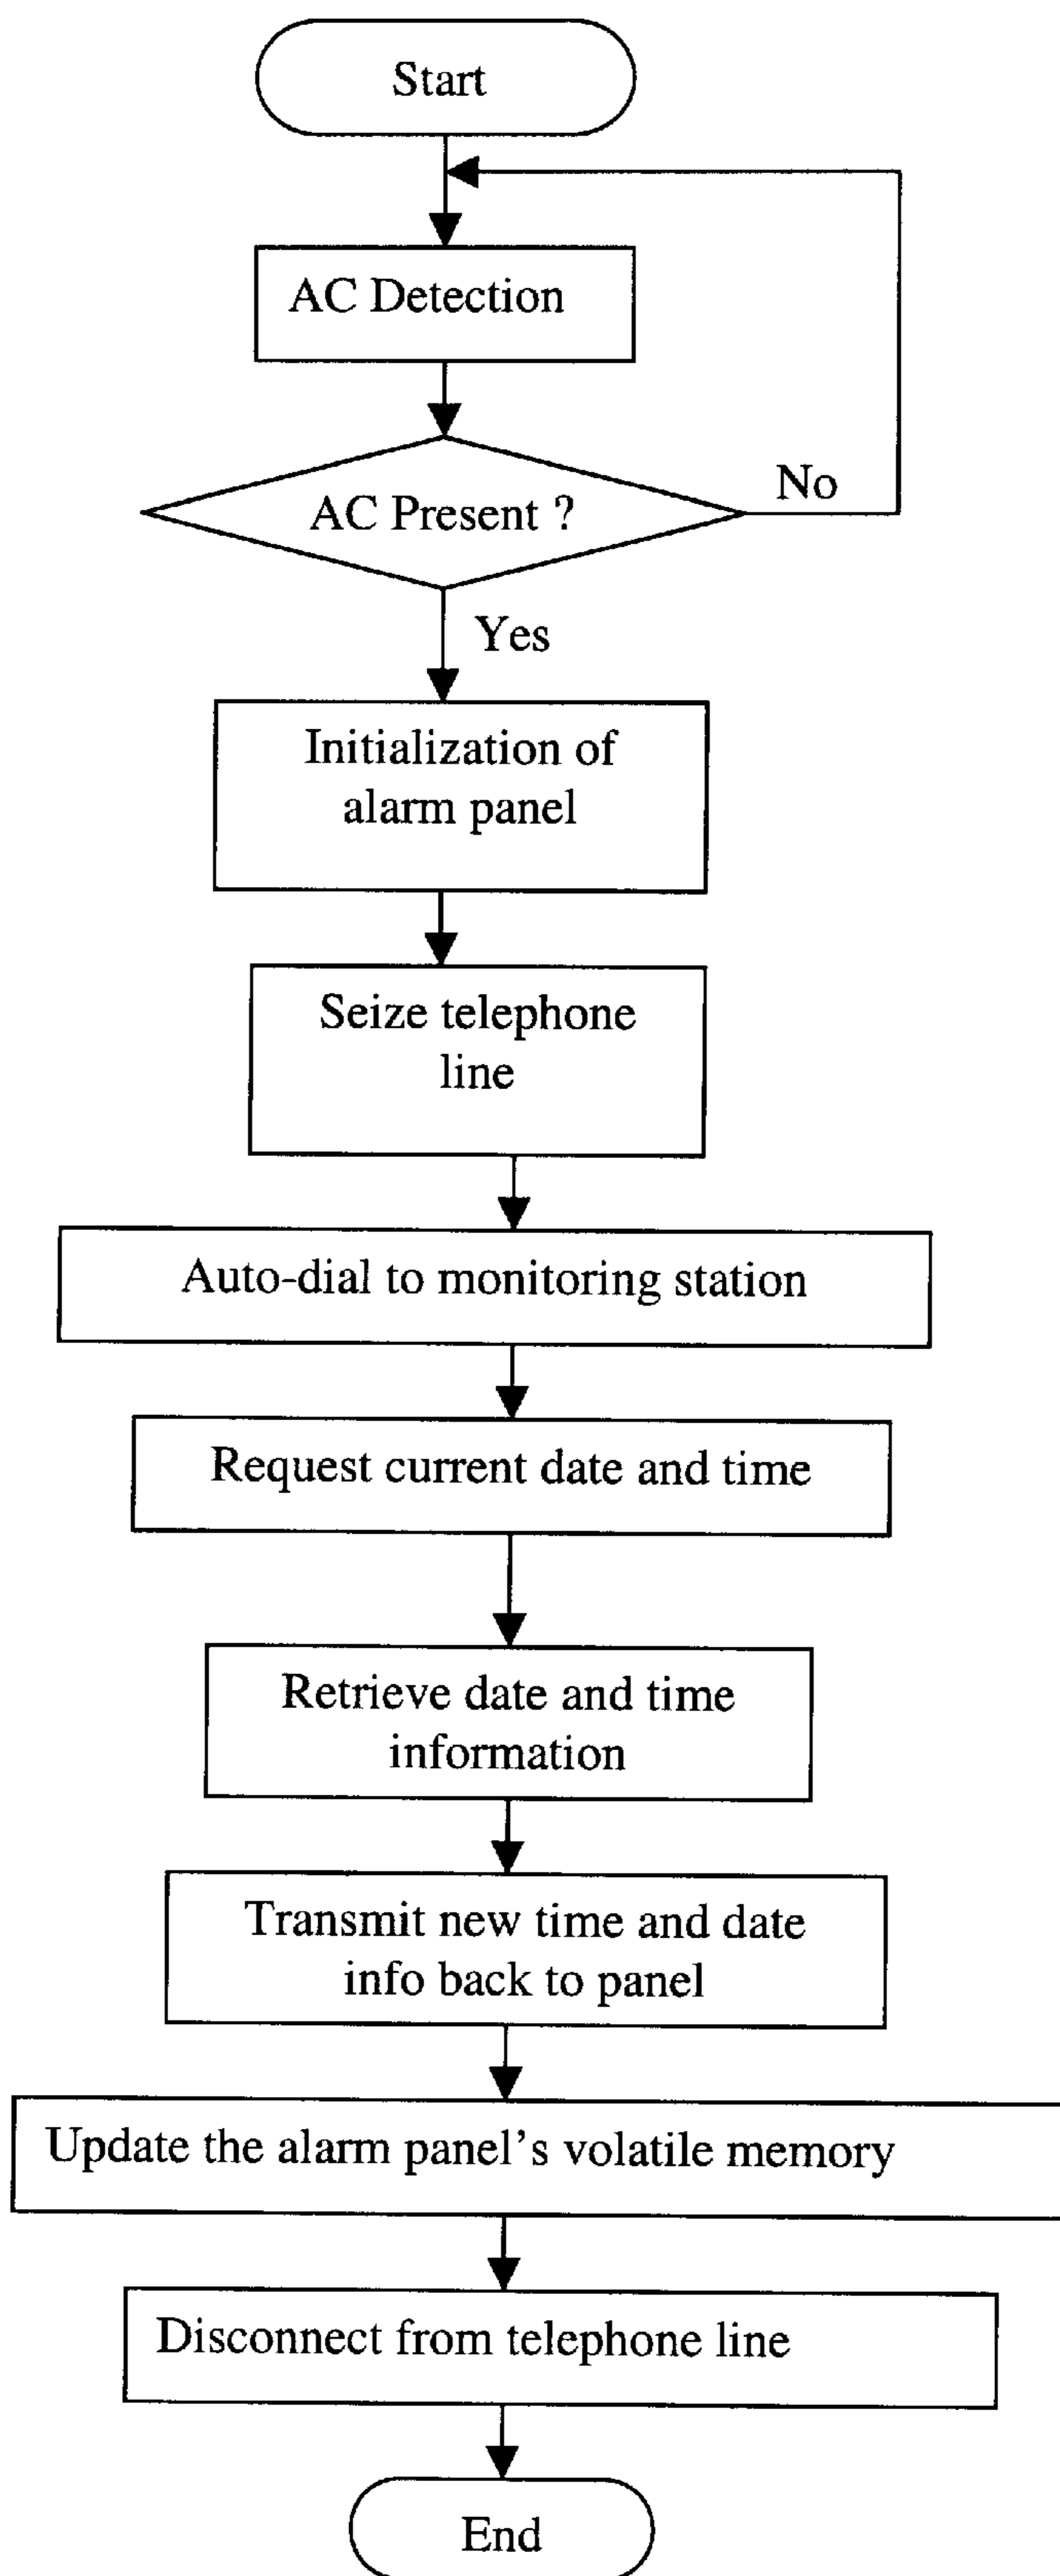 Start
AC Detection
AC Present ?
No
Yes
Initialization of
alarm panel
Seize telephone
line
Auto-dial to monitoring station
Request current date and time
Retrieve date and time
information
Transmit new time and date
info back to panel
Update the alarm panel's volatile memory
Disconnect from telephone line
End